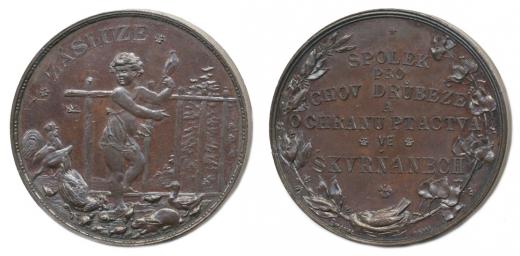 ZÁSLUZE
SPOLEK
PRO
CHOV DRŮBEŽE
A
OCHRANU PTACTVA
VE
SKVRŇANECH